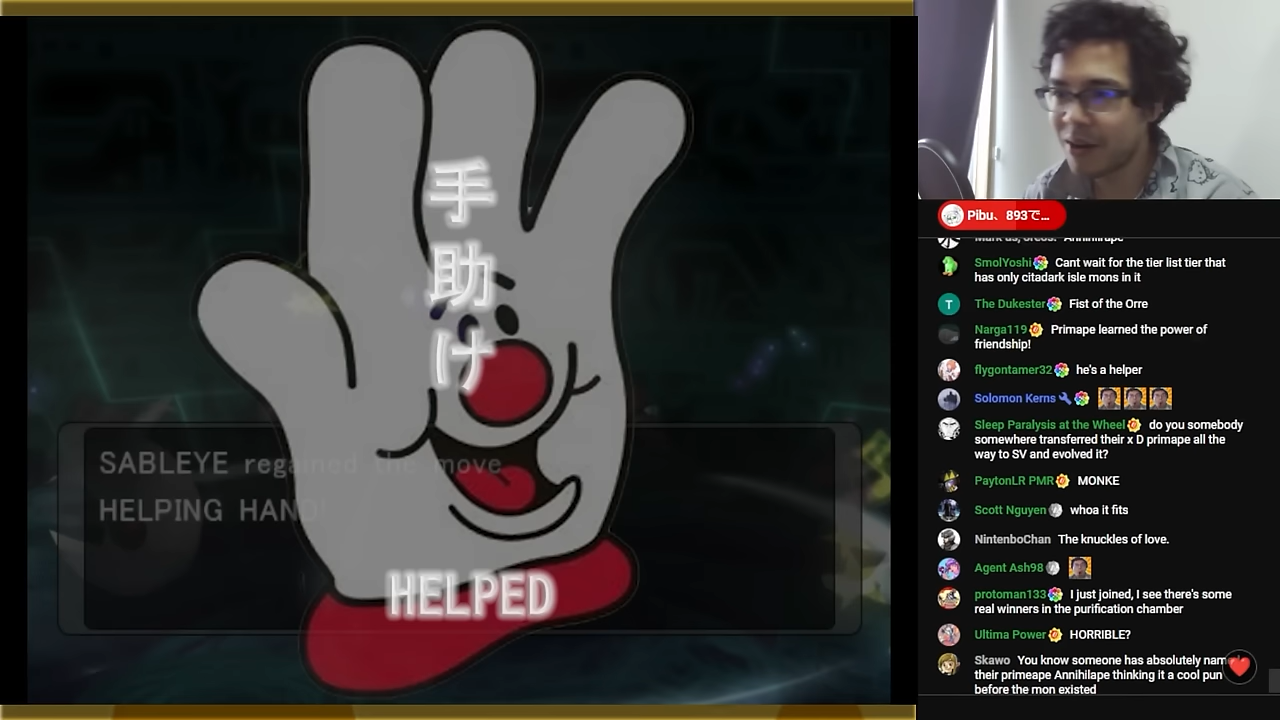 手
助
け
SABLEYE regained the move
HELPING HAND!
HELPED
Pibu、893で...
SmolYoshi Cant wait for the tier list tier that
has only citadark isle mons in it
T The Dukester Fist of the Orre
Narga119 Primape learned the power of
friendship!
flygontamer32 he's a helper
Solomon Kerns
Sleep Paralysis at the Wheel do you somebody
somewhere transferred their x D primape all the
way to SV and evolved it?
PaytonLR PMR MONKE
Scott Nguyen whoa it fits
NintenboChan The knuckles of love.
Agent Ash98
protoman133 I just joined, I see there's some
real winners in the purification chamber
Ultima Power HORRIBLE?
Skawo You know someone has absolutely nam
their primeape Annihilape thinking it a cool pun
before the mon existed